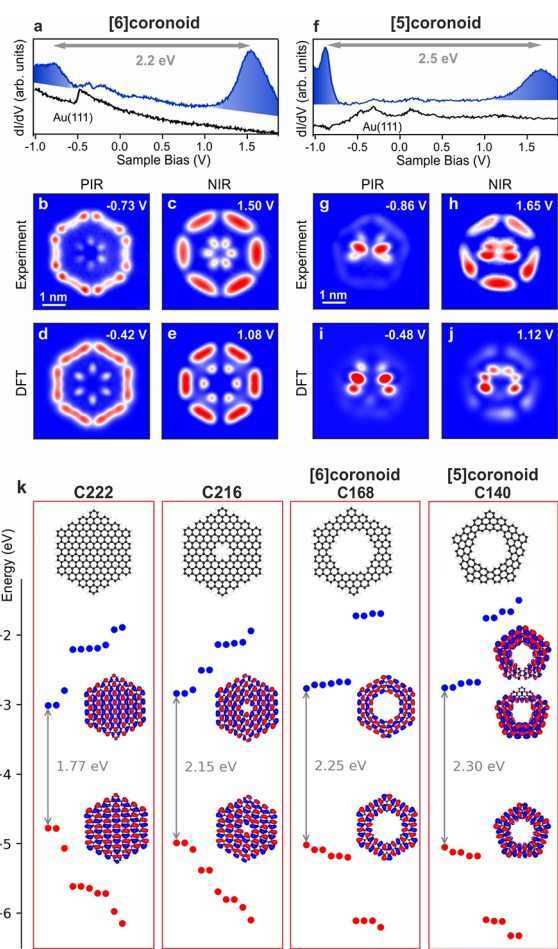 [6]coronoid
[5]coronoid
a
f
2.2 eV
2.5 eV
dI/dV (arb. units)
dI/dV (arb. units)
Au(111)
Au(111)
-1.0 -0.5 0.0 0.5 1.0 1.5
-1.0 -0.5 0.0 0.5 1.0 1.5
Sample Bias (V)
Sample Bias (V)
PIR NIR PIR NIR
Experiment
b -0.73 V
1 nm
c 1.50 V
Experiment
g -0.86 V
h 1.65 V
DFT
d -0.42 V
e 1.08 V
DFT
i -0.48 V
j 1.12 V
k
C222
C216
[6]coronoid
C168
[5]coronoid
C140
Energy (eV)
-2
-3
-4
-5
-6
1.77 eV
2.15 eV
2.25 eV
2.30 eV